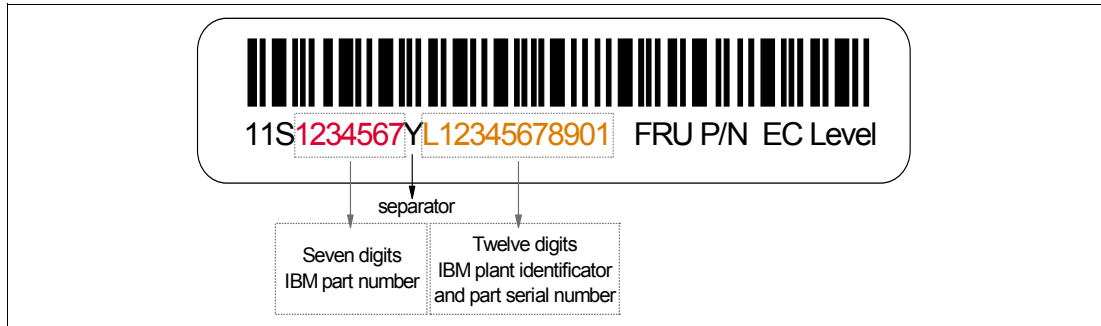 11S1234567YL12345678901 FRU P/N EC Level
separator
Seven digits
IBM part number
Twelve digits
IBM plant identificator
and part serial number